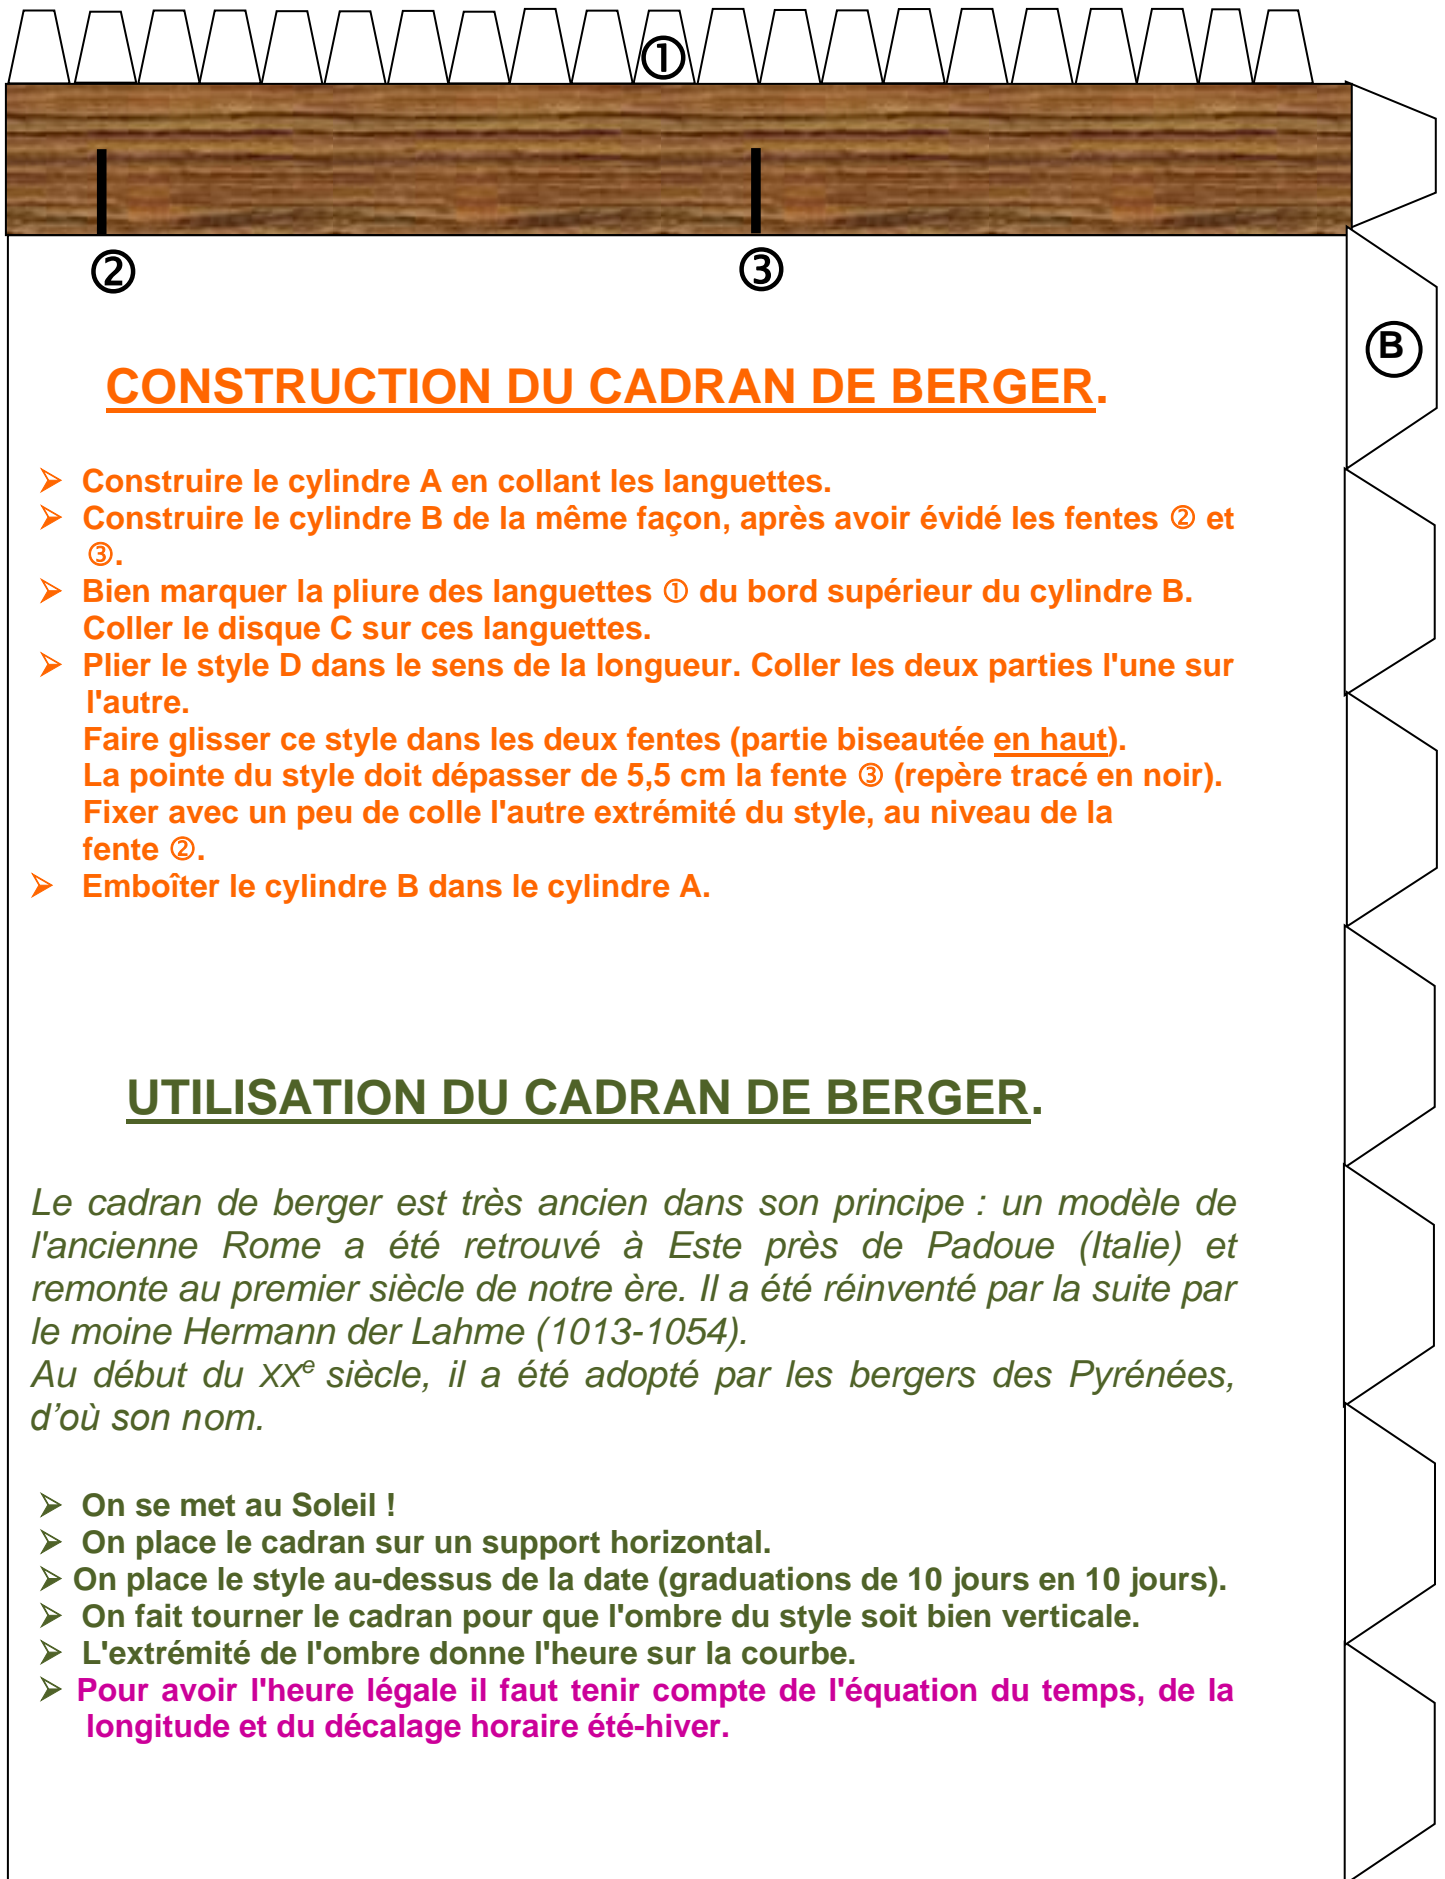 ①
② ③
B
CONSTRUCTION DU CADRAN DE BERGER.
➢ Construire le cylindre A en collant les languettes.
➢ Construire le cylindre B de la même façon, après avoir évidé les fentes ② et
③.
➢ Bien marquer la pliure des languettes ① du bord supérieur du cylindre B.
Coller le disque C sur ces languettes.
➢ Plier le style D dans le sens de la longueur. Coller les deux parties l'une sur
l'autre.
Faire glisser ce style dans les deux fentes (partie biseautée en haut).
La pointe du style doit dépasser de 5,5 cm la fente ③ (repère tracé en noir).
Fixer avec un peu de colle l'autre extrémité du style, au niveau de la
fente ②.
➢ Emboîter le cylindre B dans le cylindre A.
UTILISATION DU CADRAN DE BERGER.
Le cadran de berger est très ancien dans son principe : un modèle de
l'ancienne Rome a été retrouvé à Este près de Padoue (Italie) et
remonte au premier siècle de notre ère. Il a été réinventé par la suite par
le moine Hermann der Lahme (1013-1054).
Au début du XXe siècle, il a été adopté par les bergers des Pyrénées,
d’où son nom.
➢ On se met au Soleil !
➢ On place le cadran sur un support horizontal.
➢ On place le style au-dessus de la date (graduations de 10 jours en 10 jours).
➢ On fait tourner le cadran pour que l'ombre du style soit bien verticale.
➢ L'extrémité de l'ombre donne l'heure sur la courbe.
➢ Pour avoir l'heure légale il faut tenir compte de l'équation du temps, de la
longitude et du décalage horaire été-hiver.